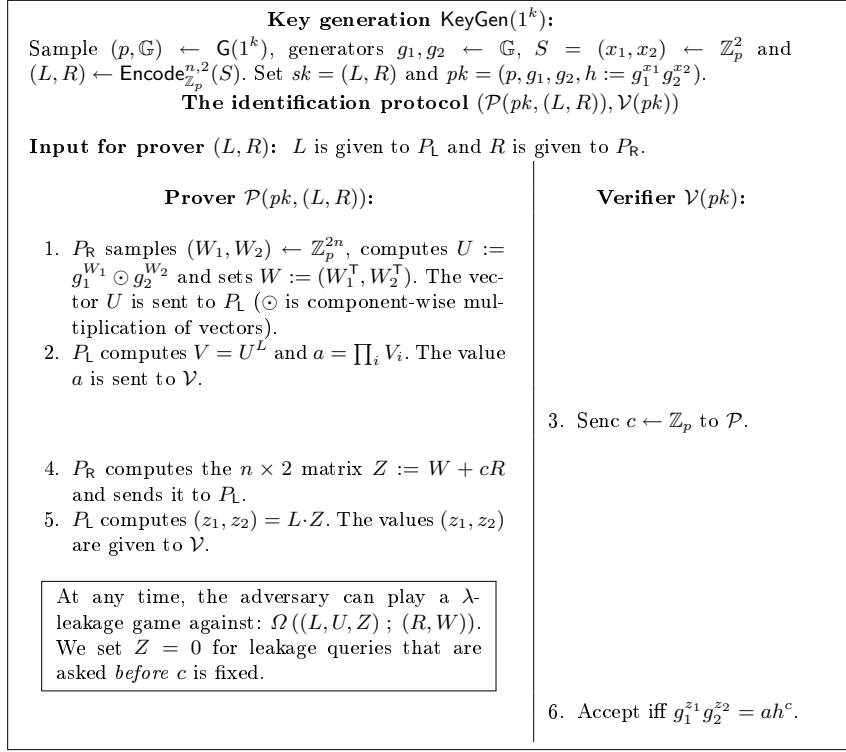 Key generation KeyGen(1^k):
Sample (p, 𝔾) ← G(1^k), generators g_1, g_2 ← 𝔾, S = (x_1, x_2) ← ℤ_p^2 and
(L, R) ← Encode_{ℤ_p}^{n,2}(S). Set sk = (L, R) and pk = (p, g_1, g_2, h := g_1^{x_1} g_2^{x_2}).
The identification protocol (𝒫(pk, (L, R)), 𝒱(pk))
Input for prover (L, R): L is given to P_L and R is given to P_R.
Prover 𝒫(pk, (L, R)):
1. P_R samples (W_1, W_2) ← ℤ_p^{2n}, computes U :=
g_1^{W_1} ⊙ g_2^{W_2} and sets W := (W_1^T, W_2^T). The vec-
tor U is sent to P_L (⊙ is component-wise mul-
tiplication of vectors).
2. P_L computes V = U^L and a = ∏_i V_i. The value
a is sent to 𝒱.
4. P_R computes the n × 2 matrix Z := W + cR
and sends it to P_L.
5. P_L computes (z_1, z_2) = L·Z. The values (z_1, z_2)
are given to 𝒱.
At any time, the adversary can play a λ-
leakage game against: Ω ((L, U, Z) ; (R, W)).
We set Z = 0 for leakage queries that are
asked before c is fixed.
Verifier 𝒱(pk):
3. Senc c ← ℤ_p to 𝒫.
6. Accept iff g_1^{z_1} g_2^{z_2} = ah^c.